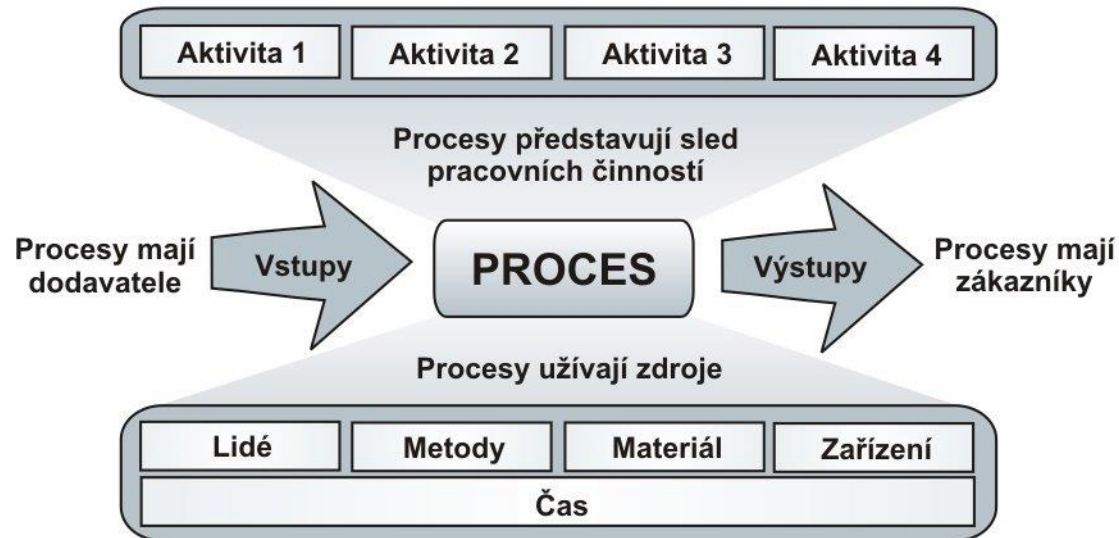 Aktivita 1 Aktivita 2 Aktivita 3 Aktivita 4
Procesy představují sled
pracovních činností
Procesy mají
dodavatele
Vstupy
PROCES
Výstupy
Procesy mají
zákazníky
Procesy užívají zdroje
Lidé Metody Materiál Zařízení
Čas